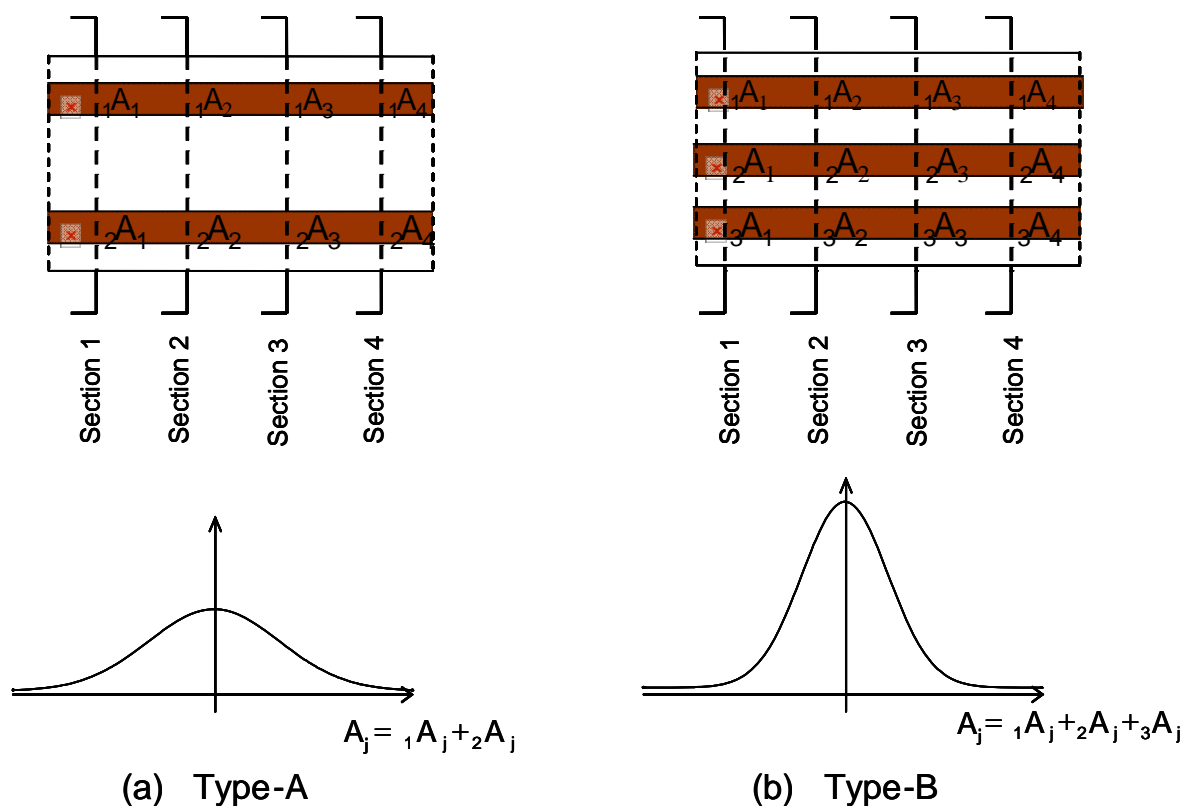 ₁A₁ ₁A₂ ₁A₃ ₁A₄
₂A₁ ₂A₂ ₂A₃ ₂A₄
Section 1
Section 2
Section 3
Section 4
Aⱼ = ₁Aⱼ+₂Aⱼ
(a) Type-A
₁A₁ ₁A₂ ₁A₃ ₁A₄
₂A₁ ₂A₂ ₂A₃ ₂A₄
₃A₁ ₃A₂ ₃A₃ ₃A₄
Section 1
Section 2
Section 3
Section 4
Aⱼ = ₁Aⱼ+₂Aⱼ+₃Aⱼ
(b) Type-B